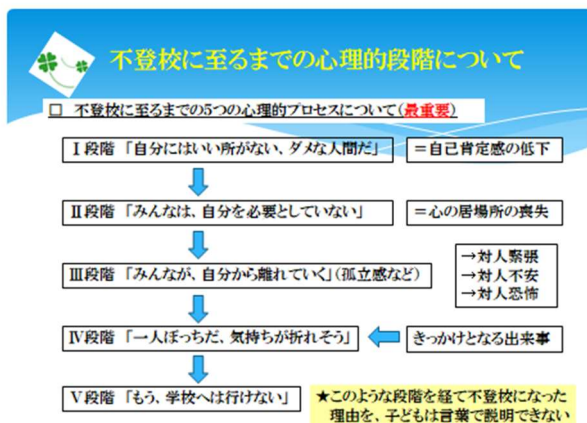 不登校に至るまでの心理的段階について
□ 不登校に至るまでの5つの心理的プロセスについて(最重要)
Ⅰ段階 「自分にはいい所がない、ダメな人間だ」
＝自己肯定感の低下
Ⅱ段階 「みんなは、自分を必要としていない」
＝心の居場所の喪失
Ⅲ段階 「みんなが、自分から離れていく」(孤立感など)
→対人緊張
→対人不安
→対人恐怖
Ⅳ段階 「一人ぼっちだ、気持ちが折れそう」
きっかけとなる出来事
Ⅴ段階 「もう、学校へは行けない」
★このような段階を経て不登校になった
理由を、子どもは言葉で説明できない